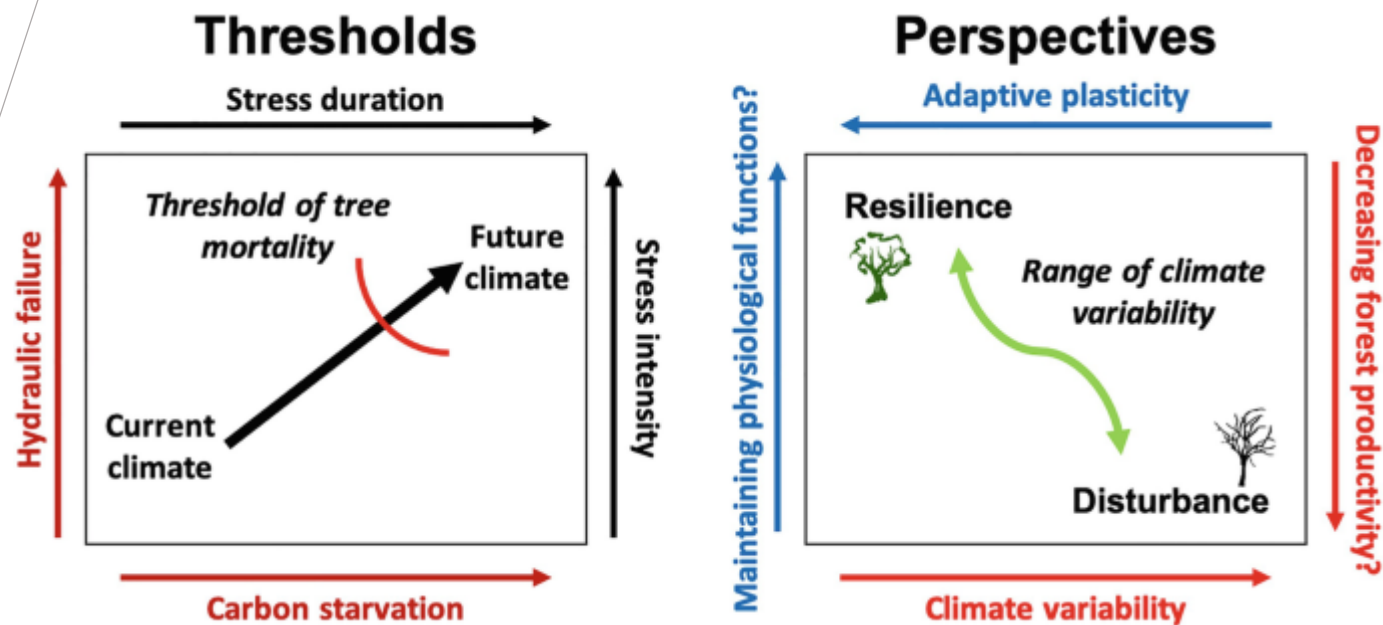 Thresholds
Stress duration
Hydraulic failure
Threshold of tree
mortality
Future
climate
Current
climate
Stress intensity
Carbon starvation
Perspectives
Adaptive plasticity
Maintaining physiological functions?
Resilience
Range of climate
variability
Disturbance
Decreasing forest productivity?
Climate variability